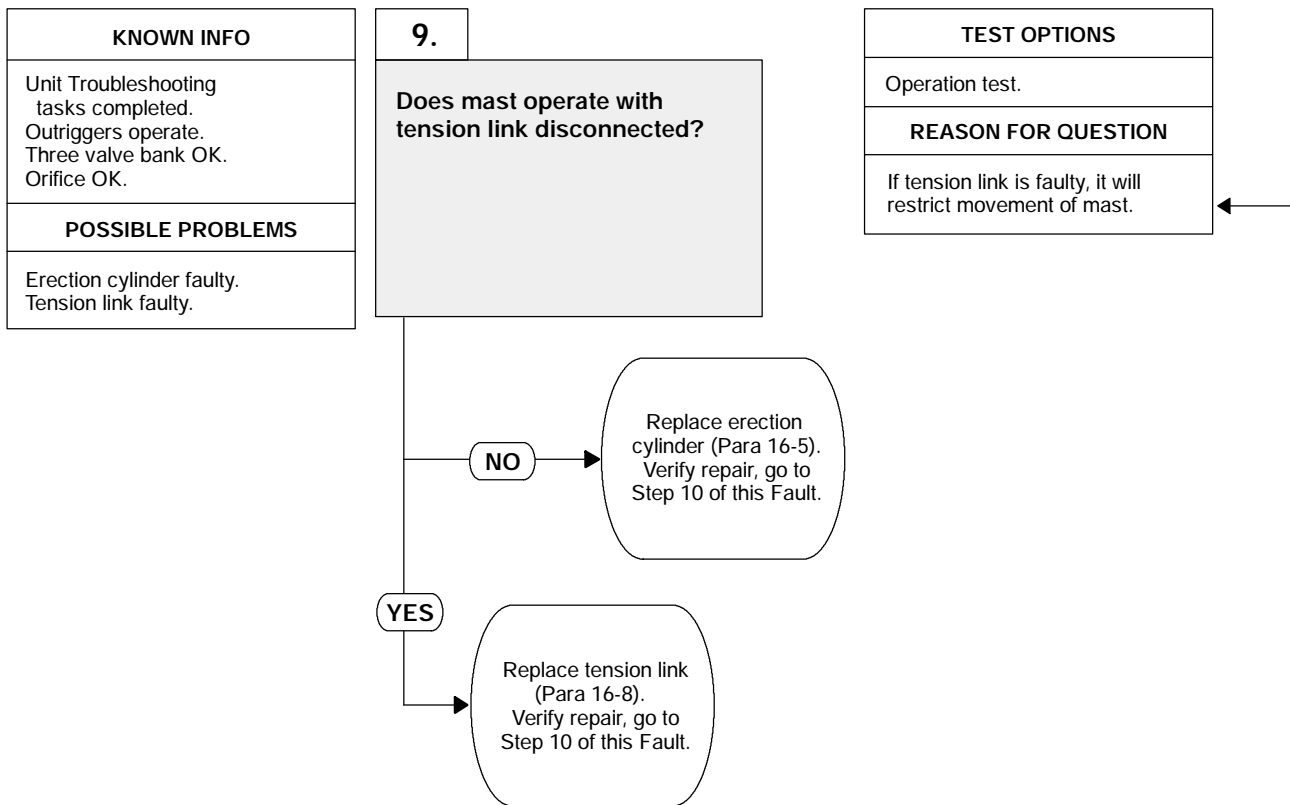 KNOWN INFO
Unit Troubleshooting
tasks completed.
Outriggers operate.
Three valve bank OK.
Orifice OK.
POSSIBLE PROBLEMS
Erection cylinder faulty.
Tension link faulty.
9.
Does mast operate with
tension link disconnected?
TEST OPTIONS
Operation test.
REASON FOR QUESTION
If tension link is faulty, it will
restrict movement of mast.
NO
Replace erection
cylinder (Para 16-5).
Verify repair, go to
Step 10 of this Fault.
YES
Replace tension link
(Para 16-8).
Verify repair, go to
Step 10 of this Fault.